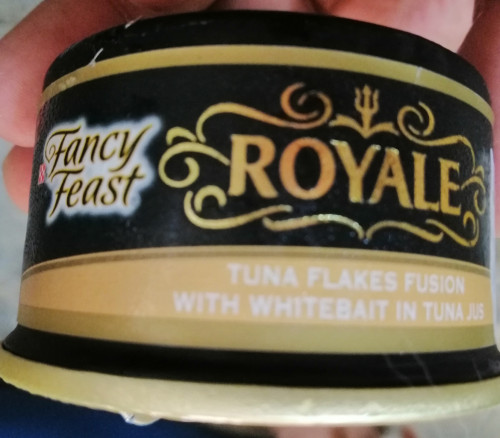 Fancy
Feast
ROYALE
TUNA FLAKES FUSION
WITH WHITEBAIT IN TUNA JUS